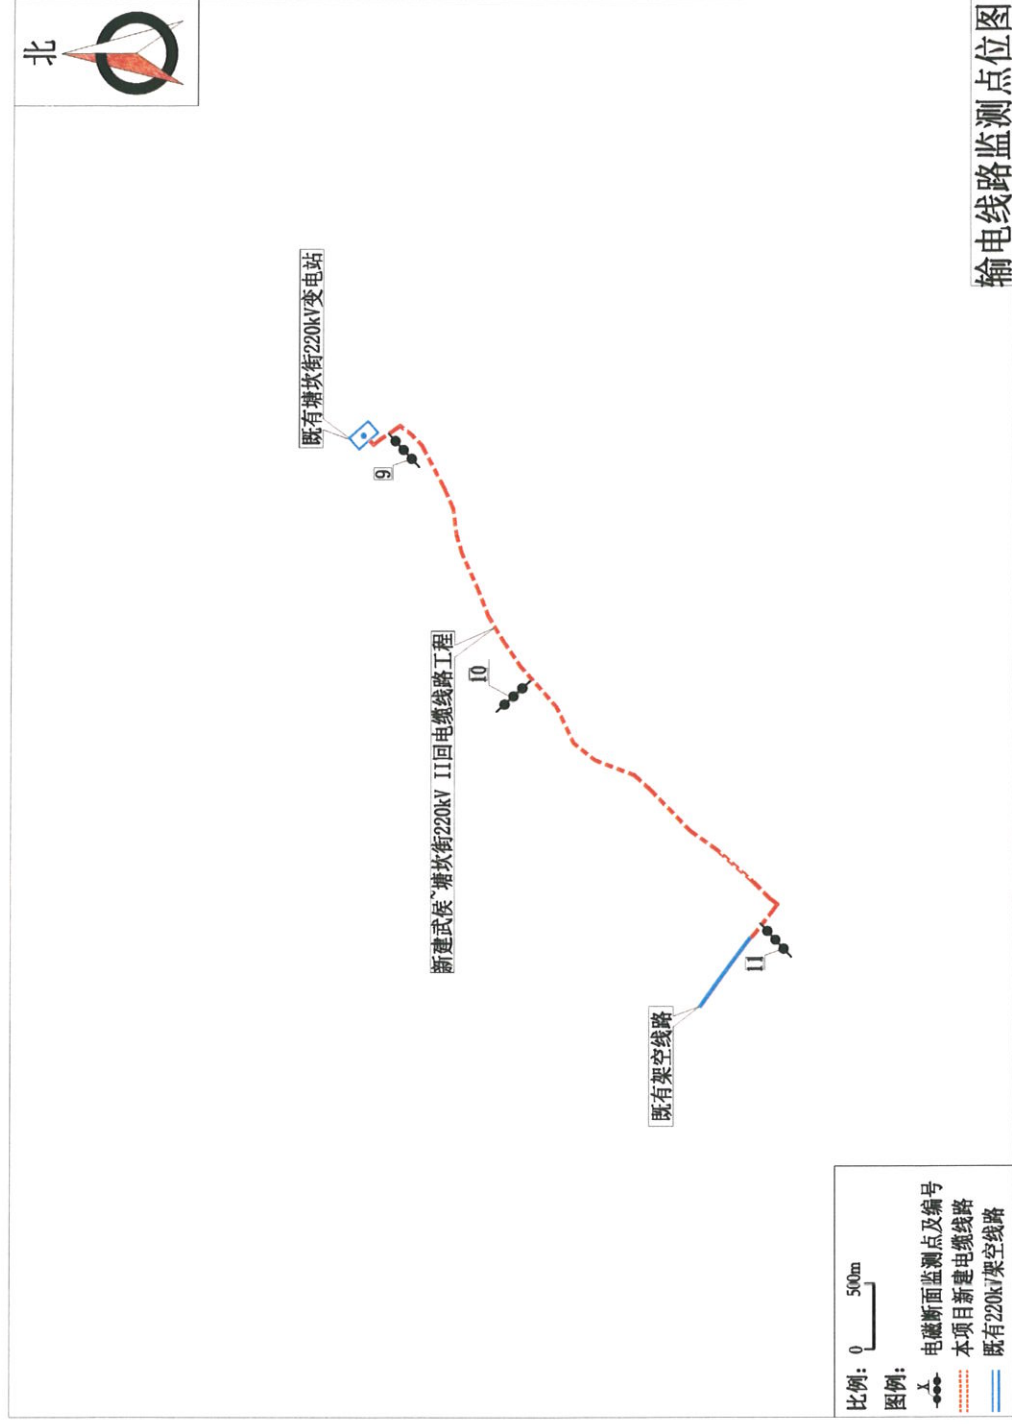 北
输电线路监测点位图
既有塘坎街220kV变电站
9
新建武侯~塘坎街220kV II回电缆线路工程
10
11
既有架空线路
比例：
0 500m
图例：
X 电磁断面监测点及编号
本项目新建电缆线路
既有220kV架空线路